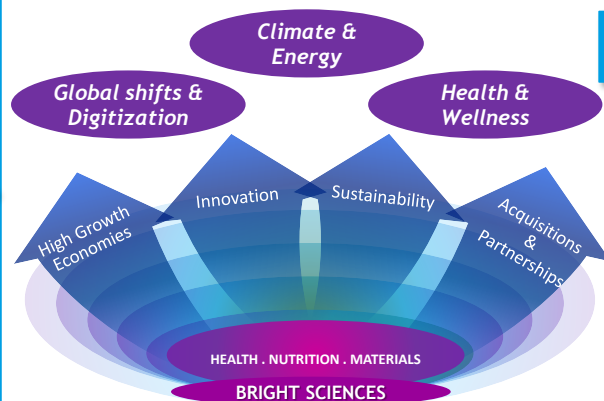 Climate &
Energy
Global shifts &
Digitization
Health &
Wellness
High Growth
Economies
Innovation
Sustainability
Acquisitions
&
Partnerships
HEALTH . NUTRITION . MATERIALS
BRIGHT SCIENCES